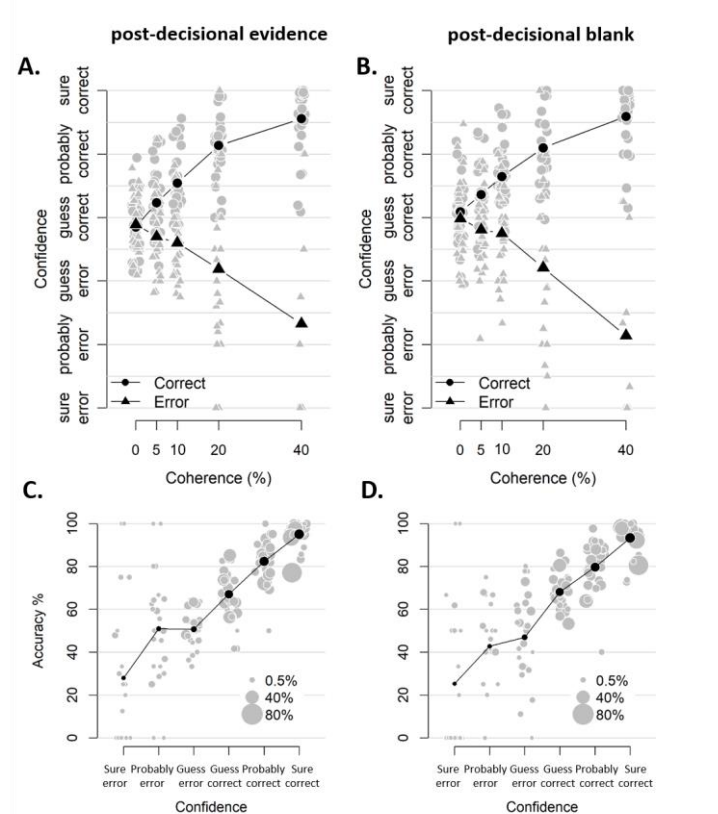 post-decisional evidence
post-decisional blank
A.
B.
sure correct
probably correct
guess correct
guess error
probably error
sure error
Confidence
Correct
Error
0 5 10 20 40
Coherence (%)
sure correct
probably correct
guess correct
guess error
probably error
sure error
Confidence
Correct
Error
0 5 10 20 40
Coherence (%)
C.
D.
100
80
60
40
20
0
Accuracy %
0.5%
40%
80%
Sure error
Probably error
Guess error
Guess correct
Probably correct
Sure correct
Confidence
100
80
60
40
20
0
0.5%
40%
80%
Sure error
Probably error
Guess error
Guess correct
Probably correct
Sure correct
Confidence